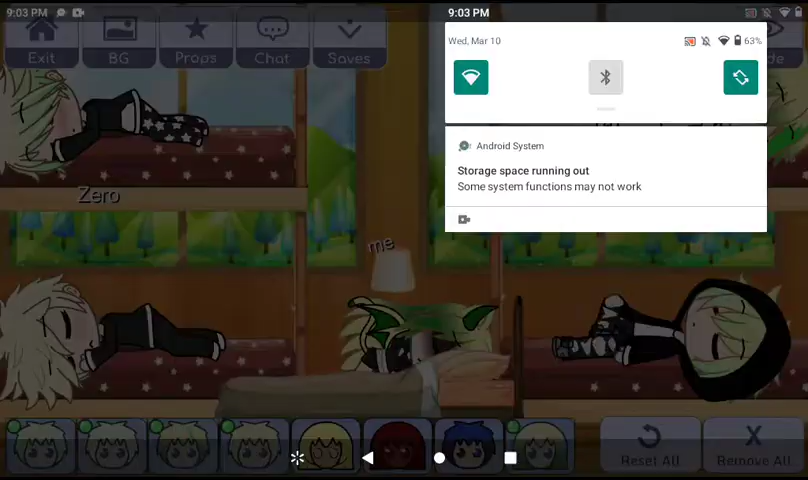 9:03 PM
9:03 PM
Wed, Mar 10
63%
Exit
BG
Props
Chat
Saves
de
Android System
Storage space running out
Some system functions may not work
Zero
me
Reset All
Remove All